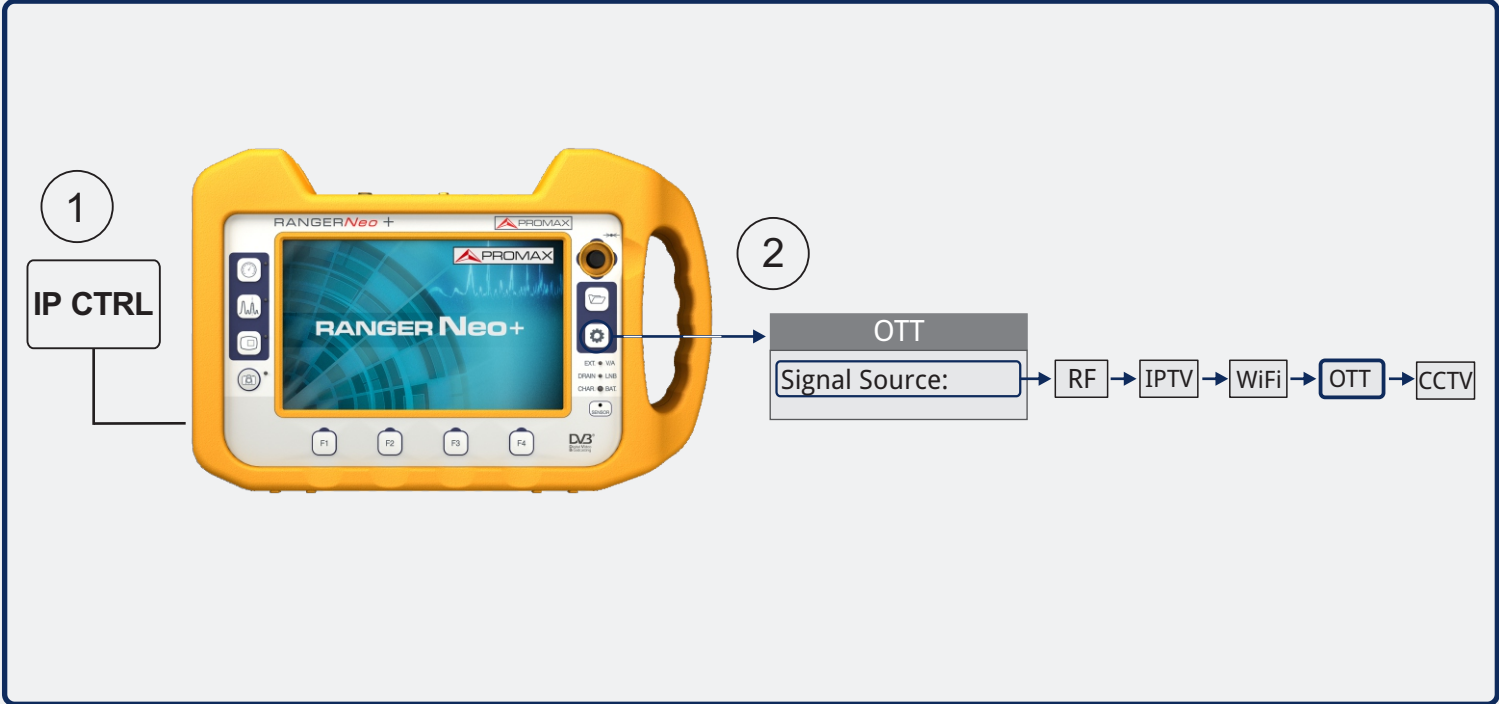 1
IP CTRL
RANGERNeo +
PROMAX
PROMAX
RANGER Neo+
EXT. V/A
DRAIN LNB
CHAR. BAT.
SENSOR
F1
F2
F3
F4
DVB
2
OTT
Signal Source:
RF
IPTV
WiFi
OTT
CCTV